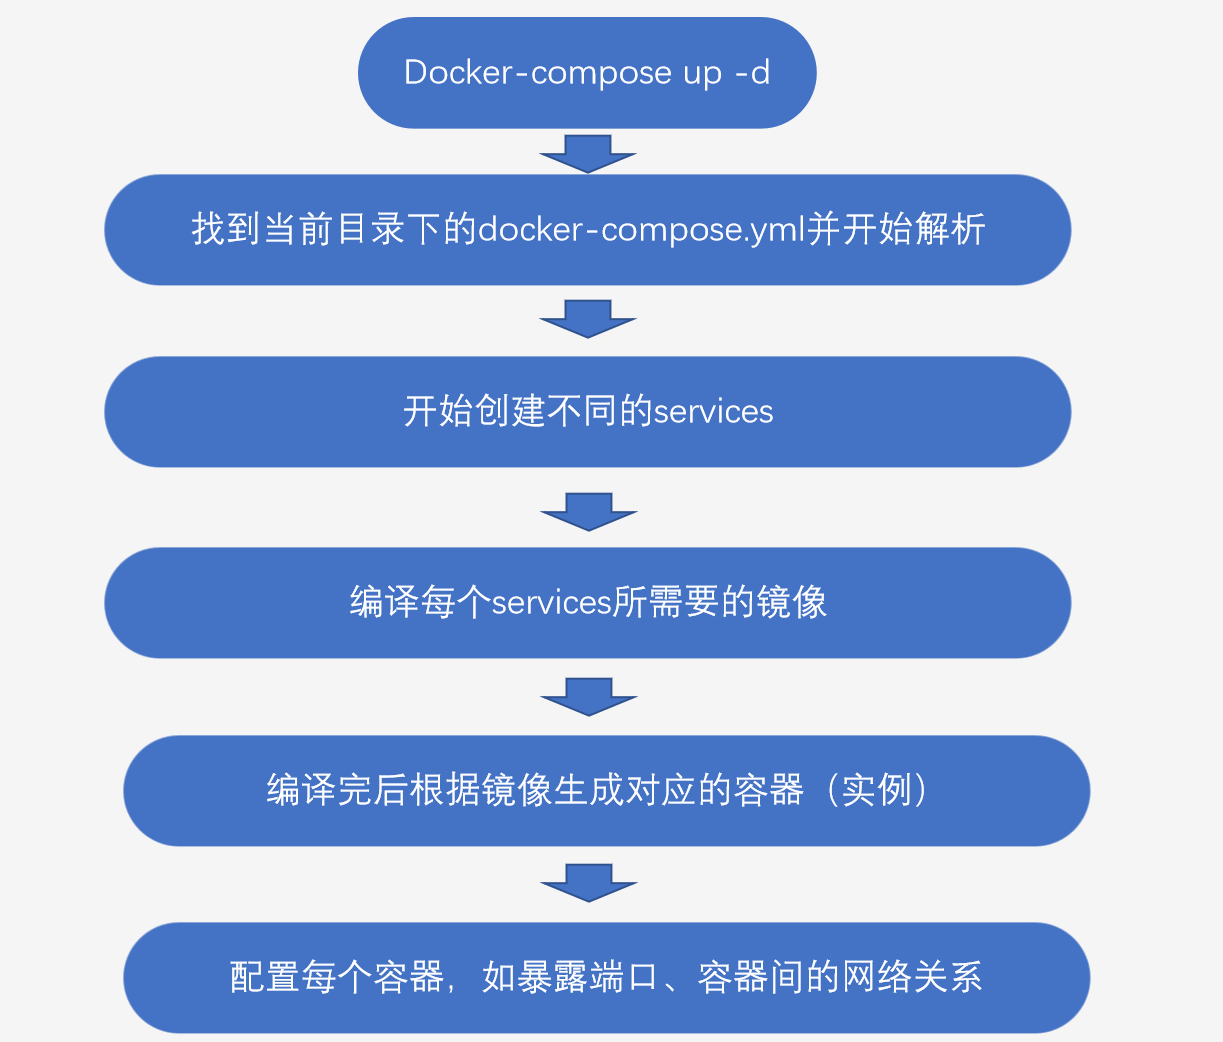 Docker-compose up -d
找到当前目录下的docker-compose.yml并开始解析
开始创建不同的services
编译每个services所需要的镜像
编译完后根据镜像生成对应的容器（实例）
配置每个容器，如暴露端口、容器间的网络关系